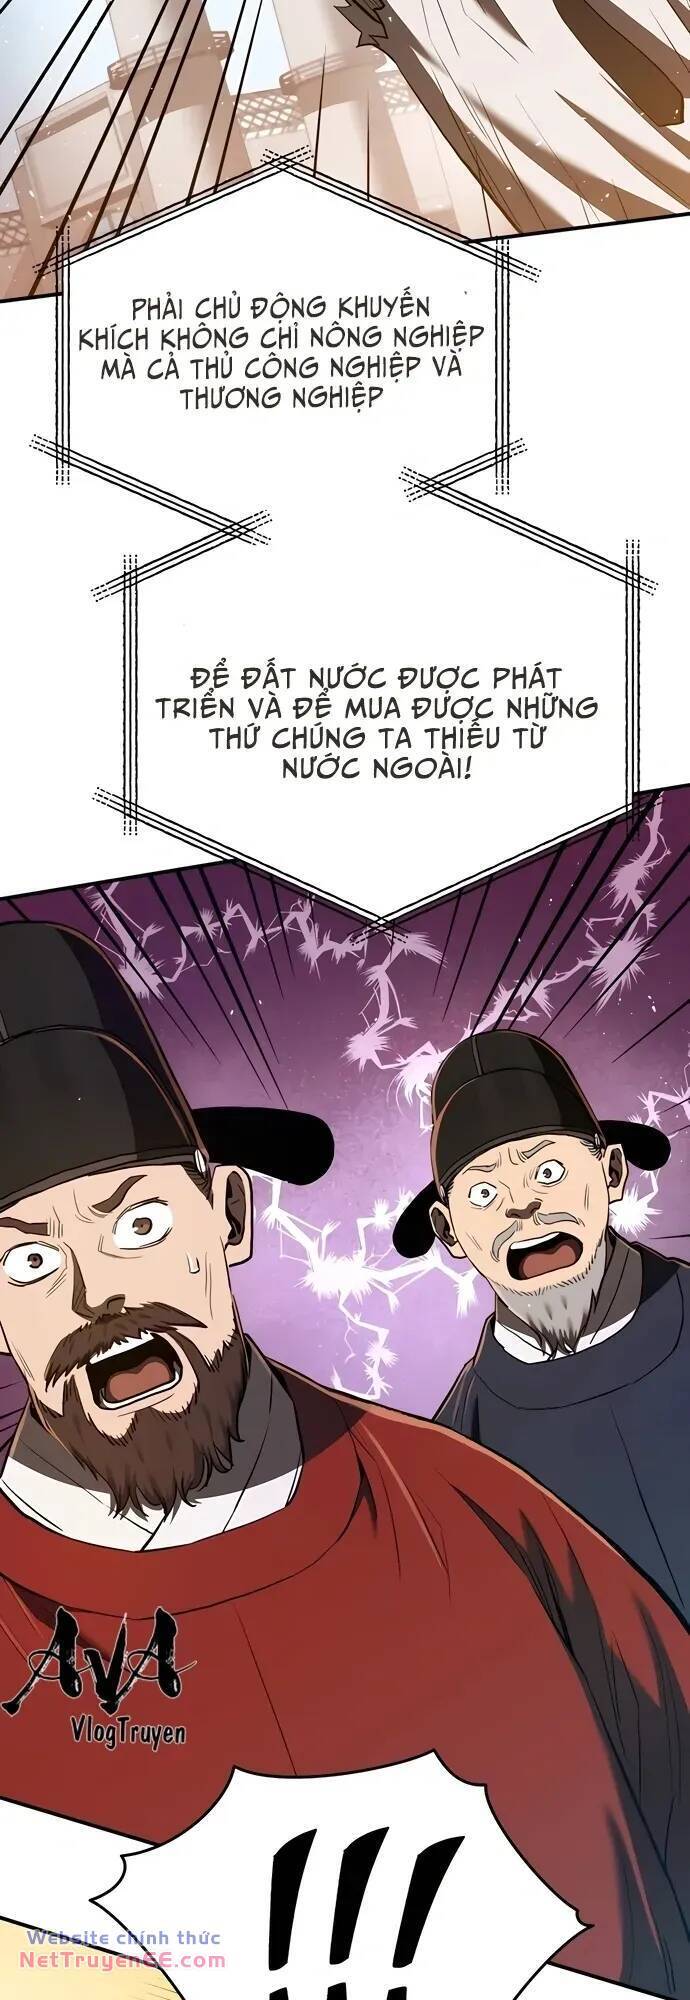 PHẢI CHỦ ĐỘNG KHUYẾN
KHÍCH KHÔNG CHỈ NÔNG NGHIỆP
MÀ CẢ THỦ CÔNG NGHIỆP VÀ
THƯƠNG NGHIỆP
ĐỂ ĐẤT NƯỚC ĐƯỢC PHÁT
TRIỂN VÀ ĐỂ MUA ĐƯỢC NHỮNG
THỨ CHÚNG TA THIẾU TỪ
NƯỚC NGOÀI!
AVA
VlogTruyen
!!!
Website chính thức
NetTruyenEE.com